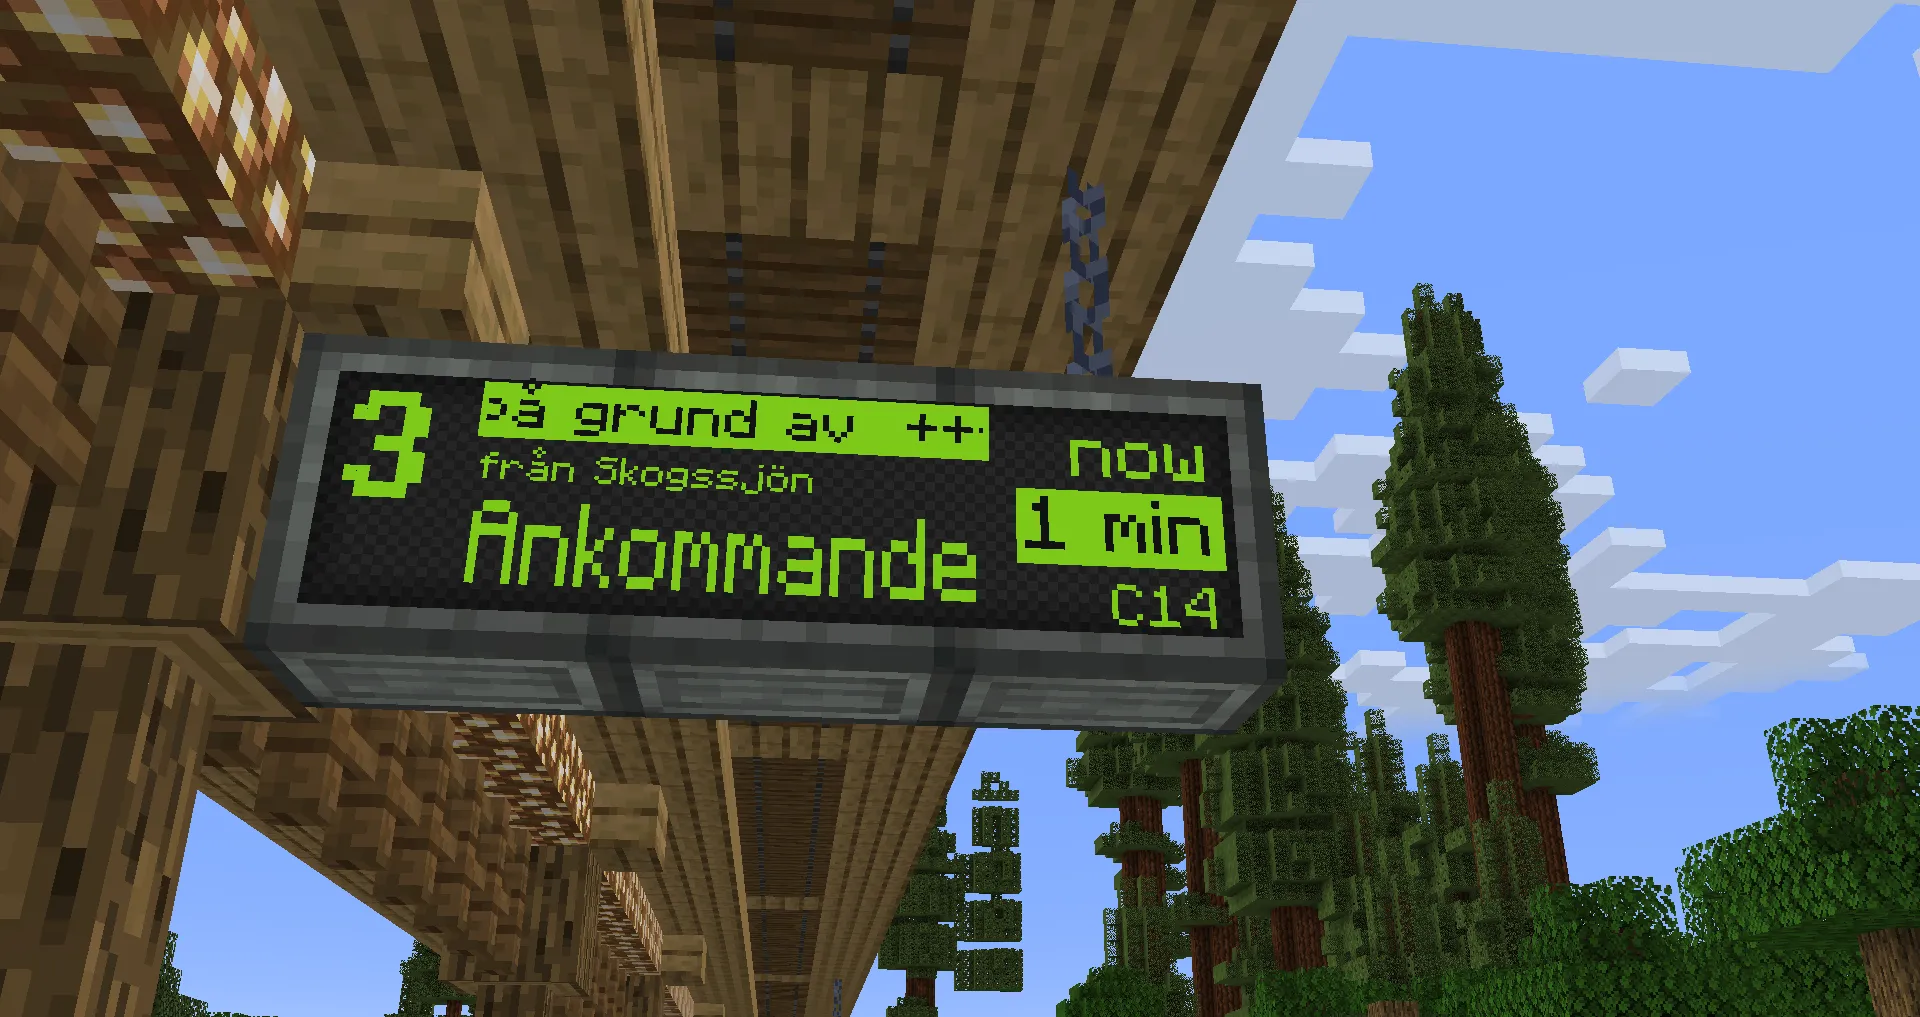 3
på grund av ++
now
från Skogssjön
1 min
Ankommande
C14